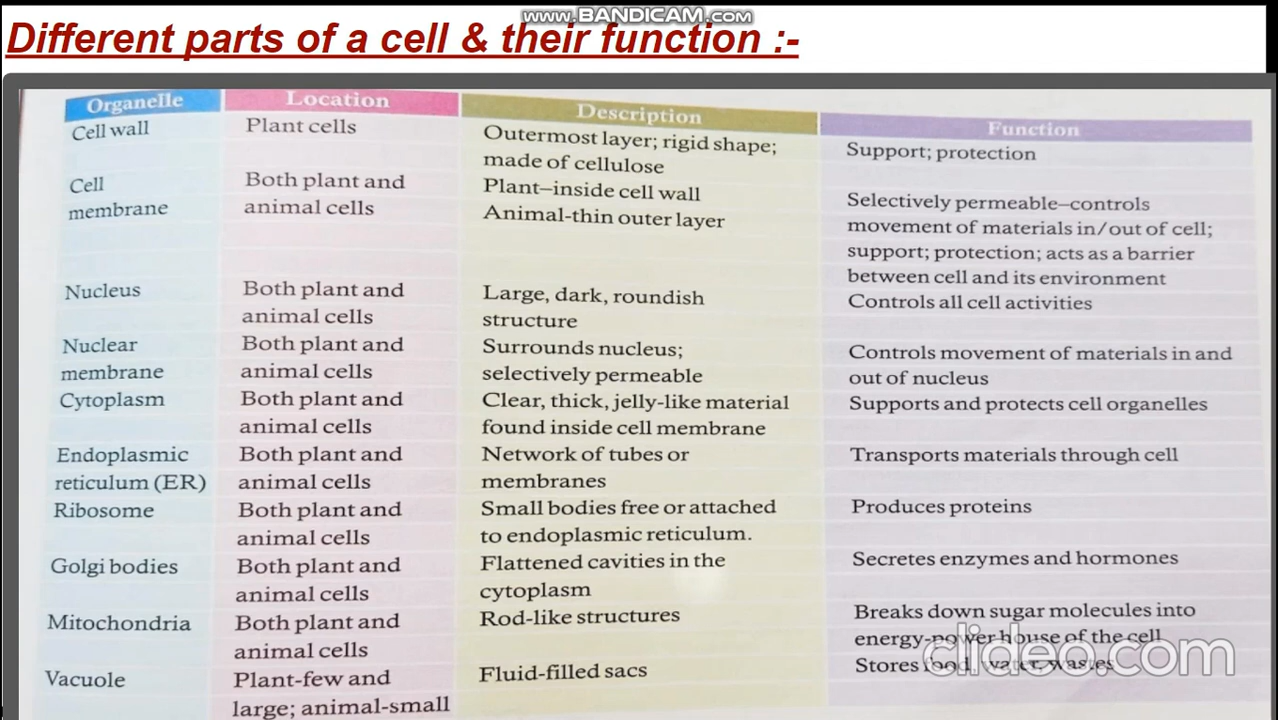 www.BANDICAM.com
Different parts of a cell & their function :-
Organelle Location Description Function
Cell wall Plant cells Outermost layer; rigid shape; Support; protection
made of cellulose
Cell Both plant and Plant–inside cell wall Selectively permeable–controls
membrane animal cells Animal-thin outer layer movement of materials in/out of cell;
support; protection; acts as a barrier
between cell and its environment
Nucleus Both plant and Large, dark, roundish Controls all cell activities
animal cells structure
Nuclear Both plant and Surrounds nucleus; Controls movement of materials in and
membrane animal cells selectively permeable out of nucleus
Cytoplasm Both plant and Clear, thick, jelly-like material Supports and protects cell organelles
animal cells found inside cell membrane
Endoplasmic Both plant and Network of tubes or Transports materials through cell
reticulum (ER) animal cells membranes
Ribosome Both plant and Small bodies free or attached Produces proteins
animal cells to endoplasmic reticulum.
Golgi bodies Both plant and Flattened cavities in the Secretes enzymes and hormones
animal cells cytoplasm
Mitochondria Both plant and Rod-like structures Breaks down sugar molecules into
animal cells energy-power house of the cell
Vacuole Plant-few and Fluid-filled sacs Stores food, water, wastes
large; animal-small
clideo.com